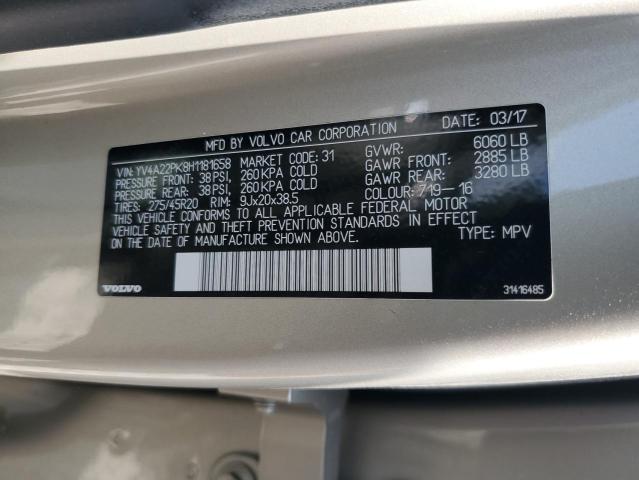 MFD BY VOLVO CAR CORPORATION DATE: 03/17
VIN: YV4A22PK8H1181658 MARKET CODE: 31 GVWR: 6060 LB
PRESSURE FRONT: 38 PSI, 260 KPA COLD GAWR FRONT: 2885 LB
PRESSURE REAR: 38 PSI, 260 KPA COLD GAWR REAR: 3280 LB
TIRES: 275/45R20 RIM: 9Jx20x38.5 COLOUR: 719- 16
THIS VEHICLE CONFORMS TO ALL APPLICABLE FEDERAL MOTOR
VEHICLE SAFETY AND THEFT PREVENTION STANDARDS IN EFFECT
ON THE DATE OF MANUFACTURE SHOWN ABOVE. TYPE: MPV
VOLVO 31416485